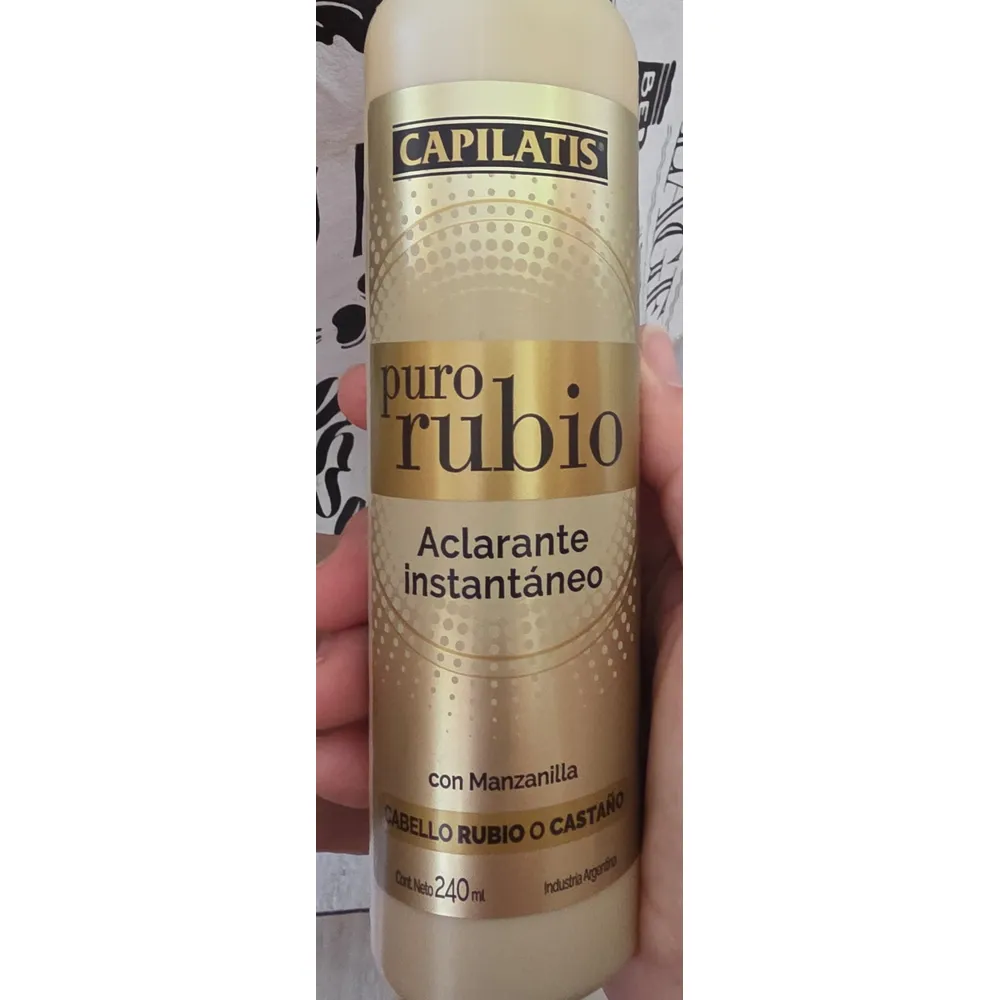 CAPILATIS
puro
rubio
Aclarante
instantáneo
con Manzanilla
CABELLO RUBIO O CASTAÑO
Cont. Neto 240 ml
Industria Argentina